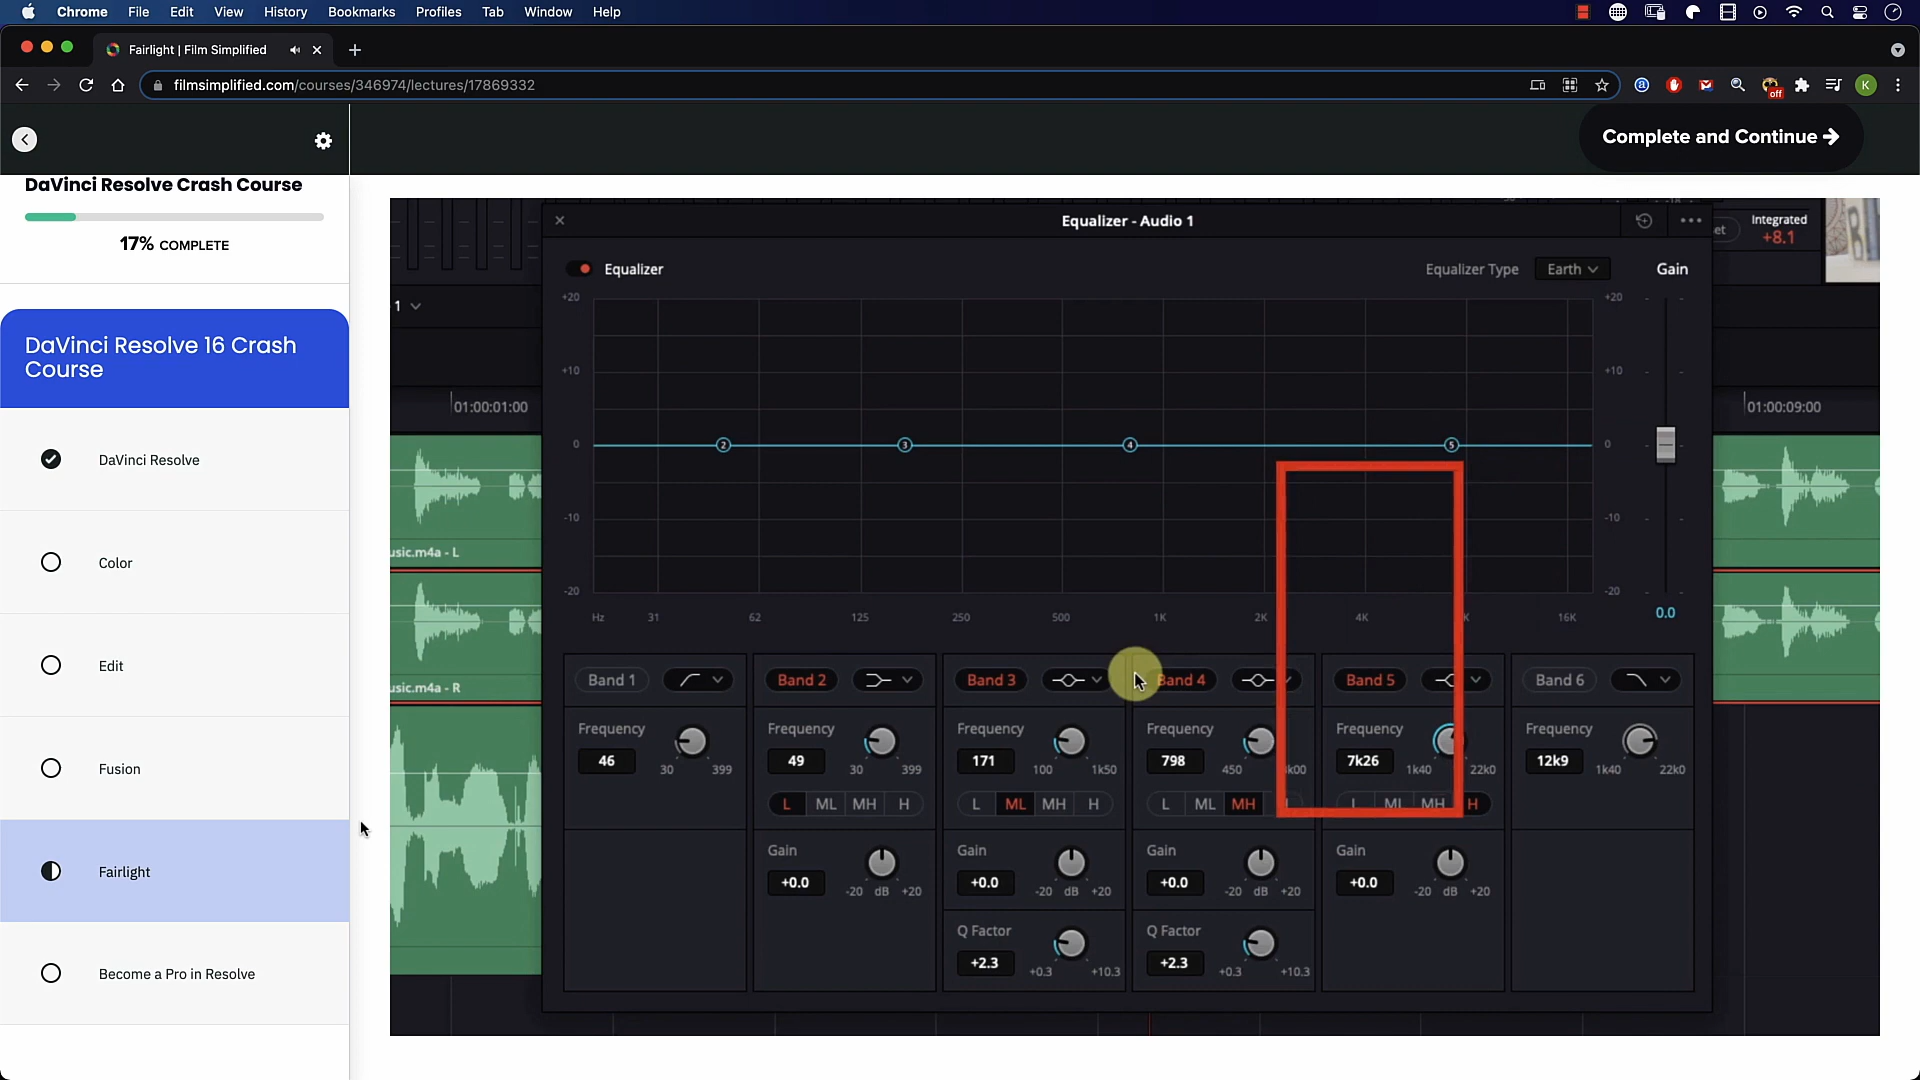 Chrome File Edit View History Bookmarks Profiles Tab Window Help
Fairlight | Film Simplified
filmsimplified.com/courses/346974/lectures/17869332
off
K
Complete and Continue →
DaVinci Resolve Crash Course
17% COMPLETE
DaVinci Resolve 16 Crash
Course
DaVinci Resolve
Color
Edit
Fusion
Fairlight
Become a Pro in Resolve
Equalizer - Audio 1
Integrated
+8.1
Equalizer
Equalizer Type Earth Gain
1
01:00:01:00
01:00:09:00
usic.m4a - L
usic.m4a - R
+20 +20
+10 +10
0 2 3 4 5 0
-10 -10
-20 -20
0.0
Hz 31 62 125 250 500 1K 2K 4K K 16K
Band 1 Band 2 Band 3 Band 4 Band 5 Band 6
Frequency Frequency Frequency Frequency Frequency Frequency
46 49 171 798 7k26 12k9
30 399 30 399 100 1k50 450 k00 1k40 22k0 1k40 22k0
L ML MH H L ML MH H L ML MH L ML MH H
Gain Gain Gain Gain
+0.0 +0.0 +0.0 +0.0
-20 dB +20 -20 dB +20 -20 dB +20 -20 dB +20
Q Factor Q Factor
+2.3 +2.3
+0.3 +10.3 +0.3 +10.3